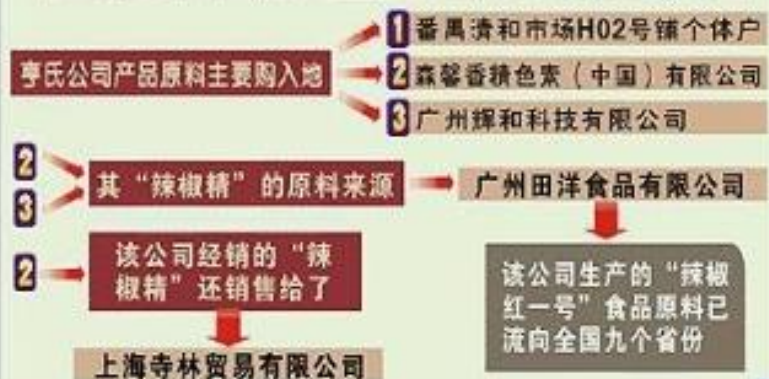 1 番禺清和市场H02号铺个体户
亨氏公司产品原料主要购入地
2 森馨香精色素（中国）有限公司
3 广州辉和科技有限公司
2
3
其“辣椒精”的原料来源
广州田洋食品有限公司
2
该公司经销的“辣
椒精”还销售给了
上海寺林贸易有限公司
该公司生产的“辣椒
红一号”食品原料已
流向全国九个省份